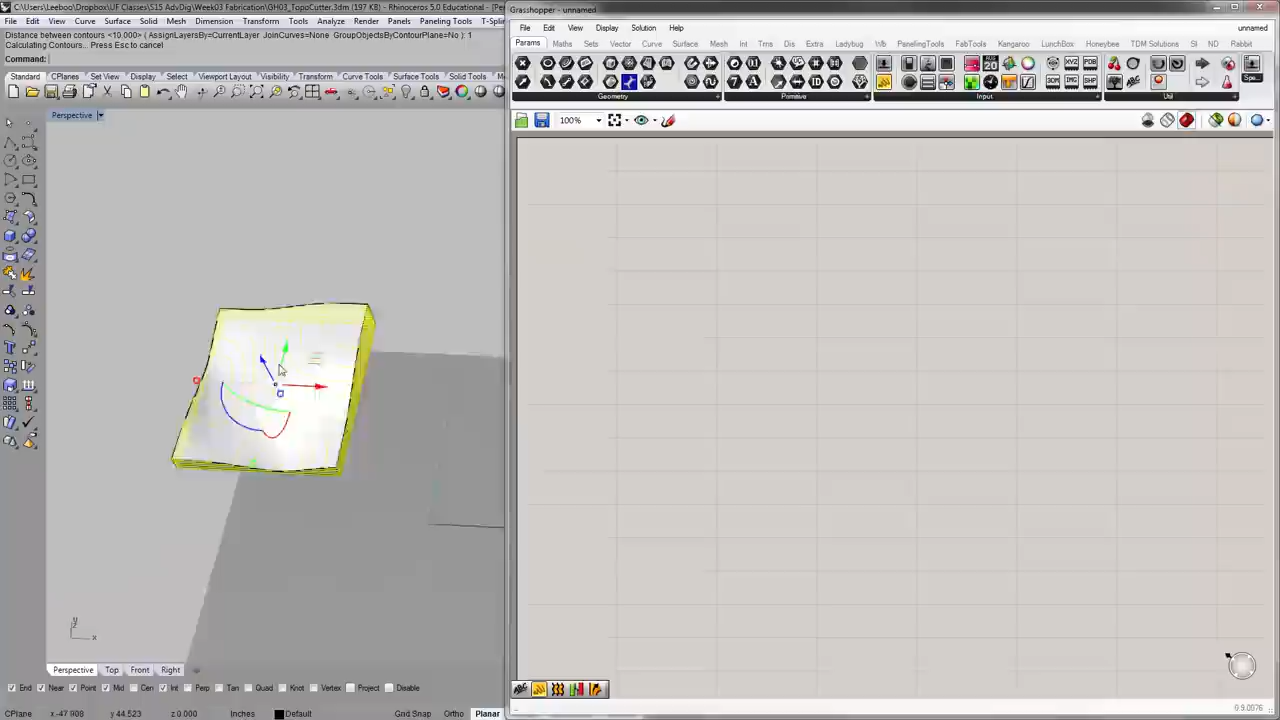 C:\Users\Leeboo\Dropbox\UF Classes\S15 AdvDig\Week03 Fabrication\GH03_TopoCutter.3dm (197 KB) - Rhinoceros 5.0 Educational - [Pe
File Edit View Curve Surface Solid Mesh Dimension Transform Tools Analyze Render Paneling Tools T-Spli
Distance between contours <10.000> ( AssignLayersBy=CurrentLayer JoinCurves=None GroupObjectsByContourPlane=No ): 1
Calculating Contours... Press Esc to cancel
Command:
Standard CPlanes Set View Display Select Viewport Layout Visibility Transform Curve Tools Surface Tools Solid Tools M
Perspective
y
z
x
Perspective Top Front Right
End Near Point Mid Cen Int Perp Tan Quad Knot Vertex Project Disable
CPlane x -47.908 y 44.523 z 0.000 Inches Default Grid Snap Ortho Planar
Grasshopper - unnamed
File Edit View Display Solution Help unnamed
Params Maths Sets Vector Curve Surface Mesh Int Trns Dis Extra Ladybug Wb PanelingTools FabTools Kangaroo LunchBox Honeybee TDM Solutions SI ND Rabbit
Geometry Primitive Input Util
Spe...
100%
0.9.0076